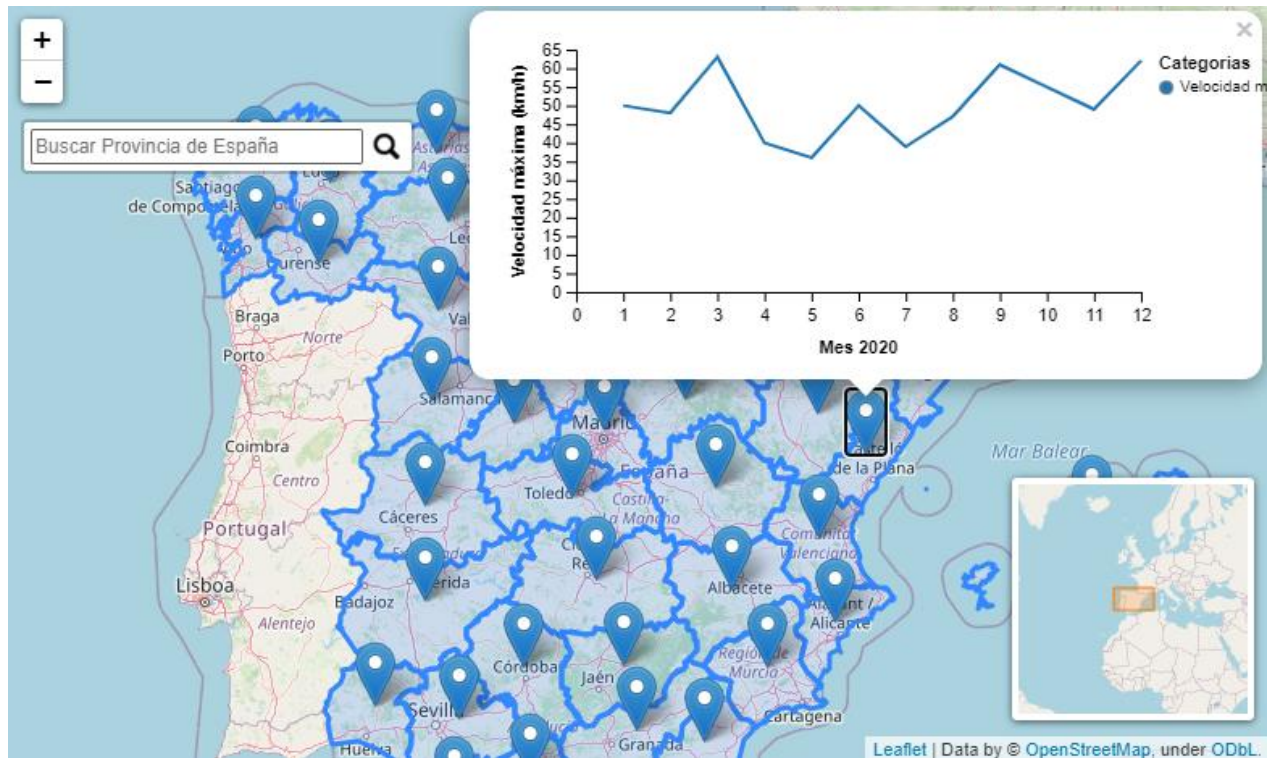 +
−
Buscar Provincia de España
×
65
60
55
50
45
40
35
30
25
20
15
10
5
0
Velocidad máxima (km/h)
0 1 2 3 4 5 6 7 8 9 10 11 12
Mes 2020
Categorias
Velocidad m
Santiago
de Compostela
Ourense
Braga
Norte
Porto
Salamanca
Madrid
Coimbra
Centro
de la Plana
Mar Balear
España
Toledo
Castilla-
La Mancha
Cáceres
Portugal
Comunitat
Valenciana
Albacete
Lisboa
Badajoz
Alentejo
Alacant /
Alicante
Córdoba
Región de
Murcia
Jaén
Sevilla
Cartagena
Huelva
Granada
Leaflet | Data by © OpenStreetMap, under ODbL.